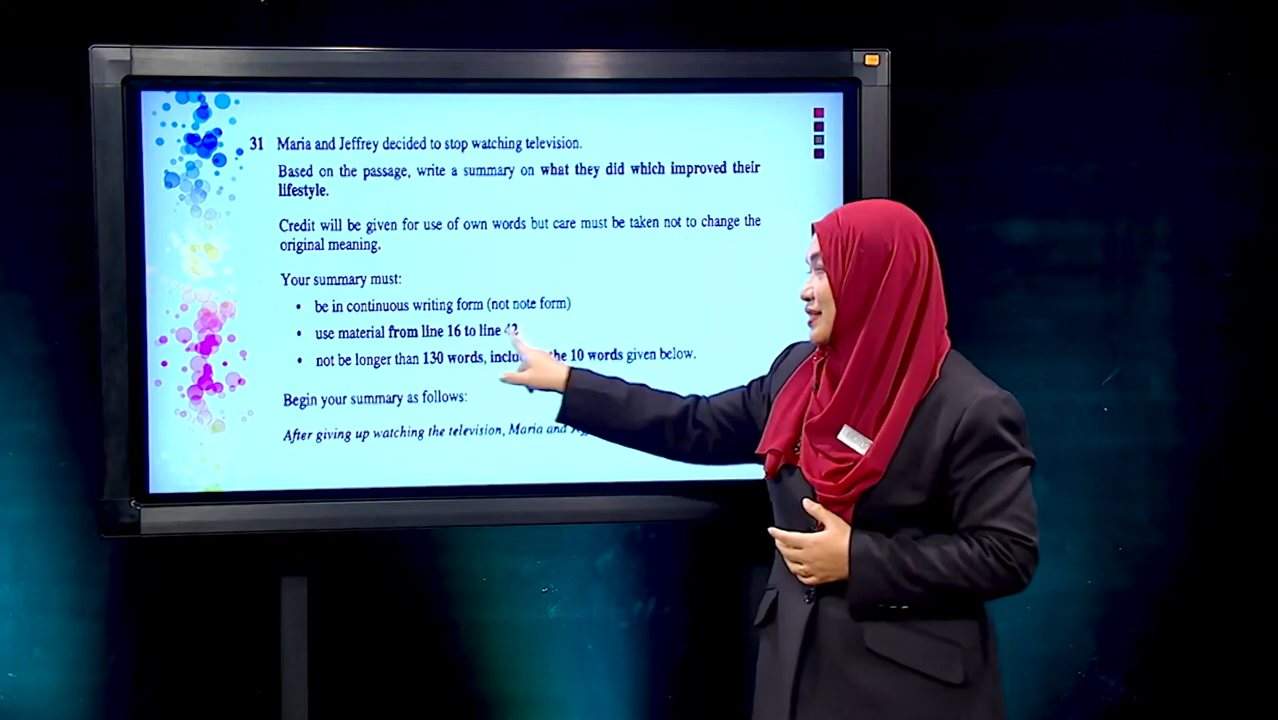 31 Maria and Jeffrey decided to stop watching television.
Based on the passage, write a summary on what they did which improved their
lifestyle.
Credit will be given for use of own words but care must be taken not to change the
original meaning.
Your summary must:
• be in continuous writing form (not note form)
• use material from line 16 to line
• not be longer than 130 words, the 10 words given below.
Begin your summary as follows:
After giving up watching the television, Maria and